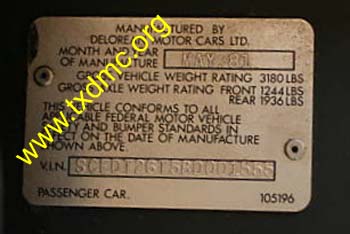 MANUFACTURED BY
DELOREAN MOTOR CARS LTD.
MONTH AND YEAR
OF MANUFACTURE MAY 81
GROSS VEHICLE WEIGHT RATING 3180 LBS
GROSS AXLE WEIGHT RATING FRONT 1244 LBS
REAR 1936 LBS
THIS VEHICLE CONFORMS TO ALL
APPLICABLE FEDERAL MOTOR VEHICLE
SAFETY AND BUMPER STANDARDS IN
EFFECT ON THE DATE OF MANUFACTURE
SHOWN ABOVE.
V.I.N. SCEDT26T5BD001555
PASSENGER CAR. 105196
www.txdmc.org